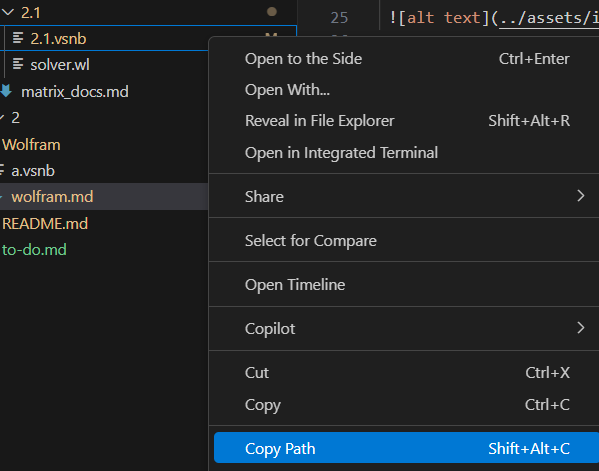 2.1
2.1.vsnb
M
solver.wl
matrix_docs.md
2
Wolfram
a.vsnb
wolfram.md
README.md
to-do.md
25 ![alt text](../assets/i
Open to the Side Ctrl+Enter
Open With...
Reveal in File Explorer Shift+Alt+R
Open in Integrated Terminal
Share
Select for Compare
Open Timeline
Copilot
Cut Ctrl+X
Copy Ctrl+C
Copy Path Shift+Alt+C